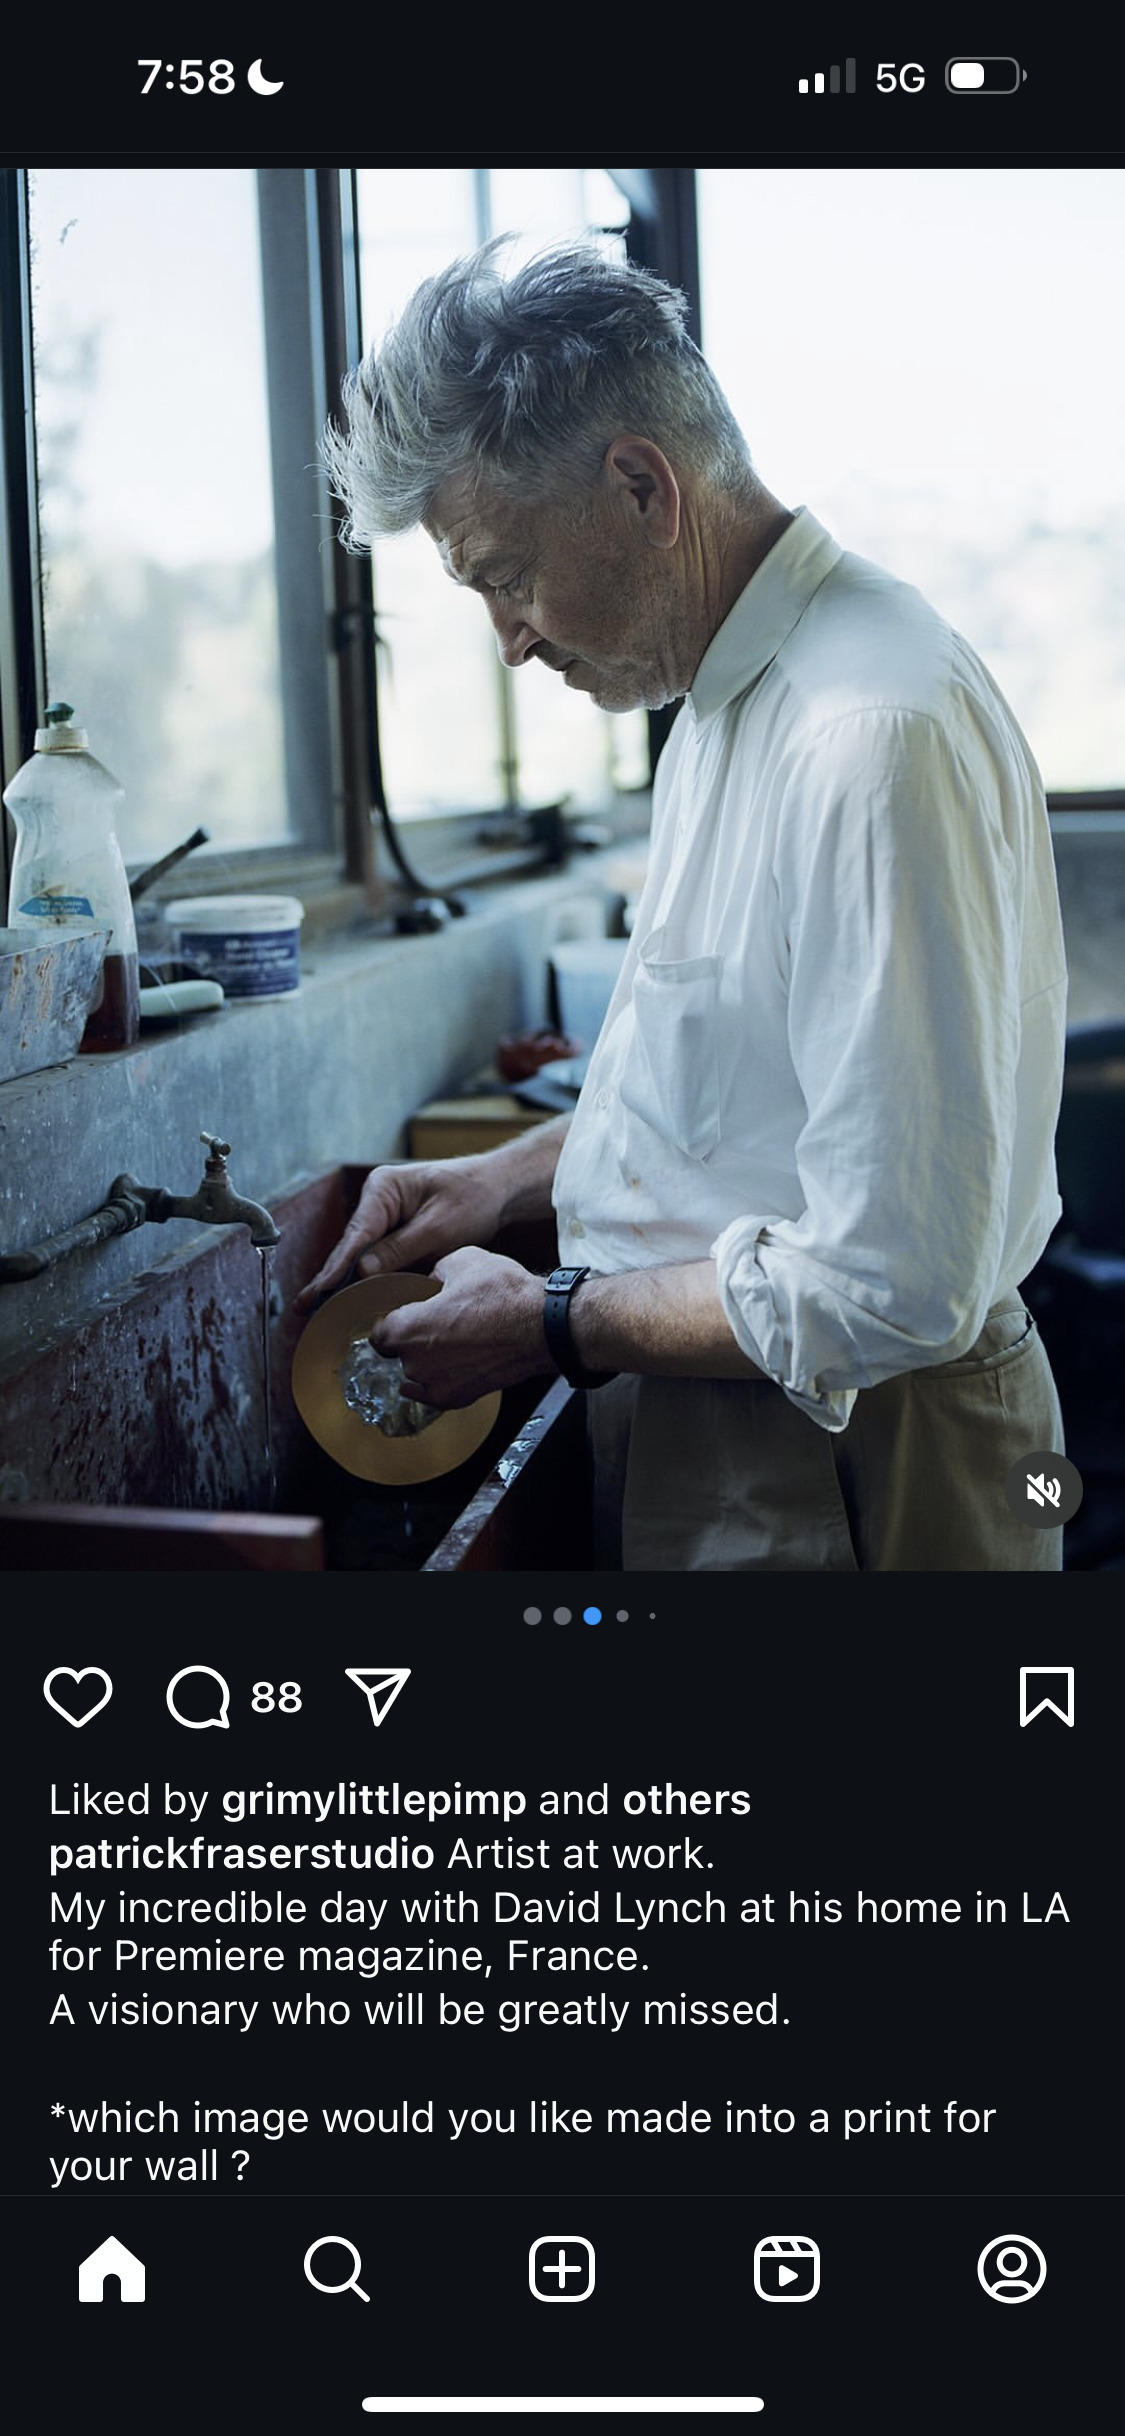 7:58
5G
88
Liked by grimylittlepimp and others
patrickfraserstudio Artist at work.
My incredible day with David Lynch at his home in LA
for Premiere magazine, France.
A visionary who will be greatly missed.
*which image would you like made into a print for
your wall ?